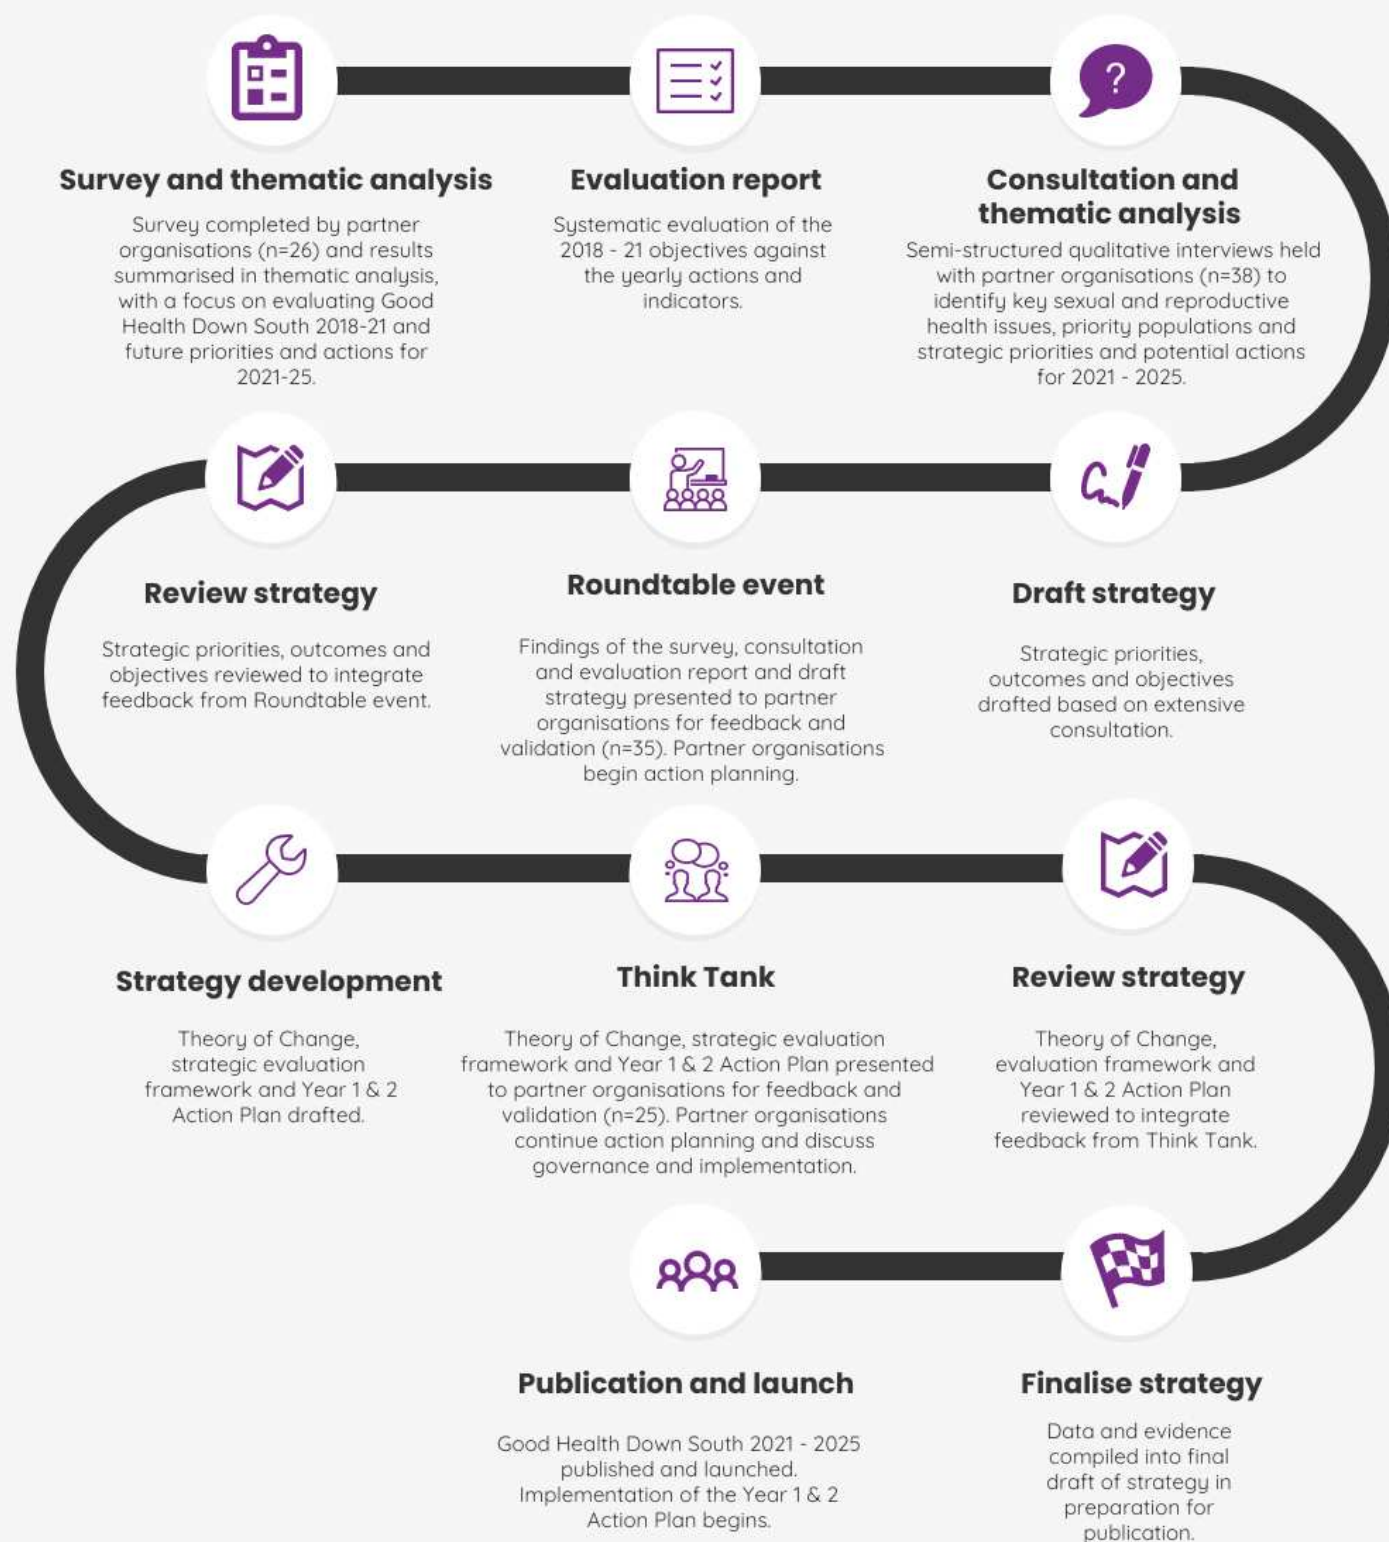 ?
Survey and thematic analysis
Survey completed by partner
organisations (n=26) and results
summarised in thematic analysis,
with a focus on evaluating Good
Health Down South 2018-21 and
future priorities and actions for
2021-25.
Evaluation report
Systematic evaluation of the
2018 - 21 objectives against
the yearly actions and
indicators.
Consultation and
thematic analysis
Semi-structured qualitative interviews held
with partner organisations (n=38) to
identify key sexual and reproductive
health issues, priority populations and
strategic priorities and potential actions
for 2021 - 2025.
Draft strategy
Strategic priorities,
outcomes and objectives
drafted based on extensive
consultation.
Roundtable event
Findings of the survey, consultation
and evaluation report and draft
strategy presented to partner
organisations for feedback and
validation (n=35). Partner organisations
begin action planning.
Review strategy
Strategic priorities, outcomes and
objectives reviewed to integrate
feedback from Roundtable event.
Strategy development
Theory of Change,
strategic evaluation
framework and Year 1 & 2
Action Plan drafted.
Think Tank
Theory of Change, strategic evaluation
framework and Year 1 & 2 Action Plan presented
to partner organisations for feedback and
validation (n=25). Partner organisations
continue action planning and discuss
governance and implementation.
Review strategy
Theory of Change,
evaluation framework and
Year 1 & 2 Action Plan
reviewed to integrate
feedback from Think Tank.
Finalise strategy
Data and evidence
compiled into final
draft of strategy in
preparation for
publication.
Publication and launch
Good Health Down South 2021 - 2025
published and launched.
Implementation of the Year 1 & 2
Action Plan begins.